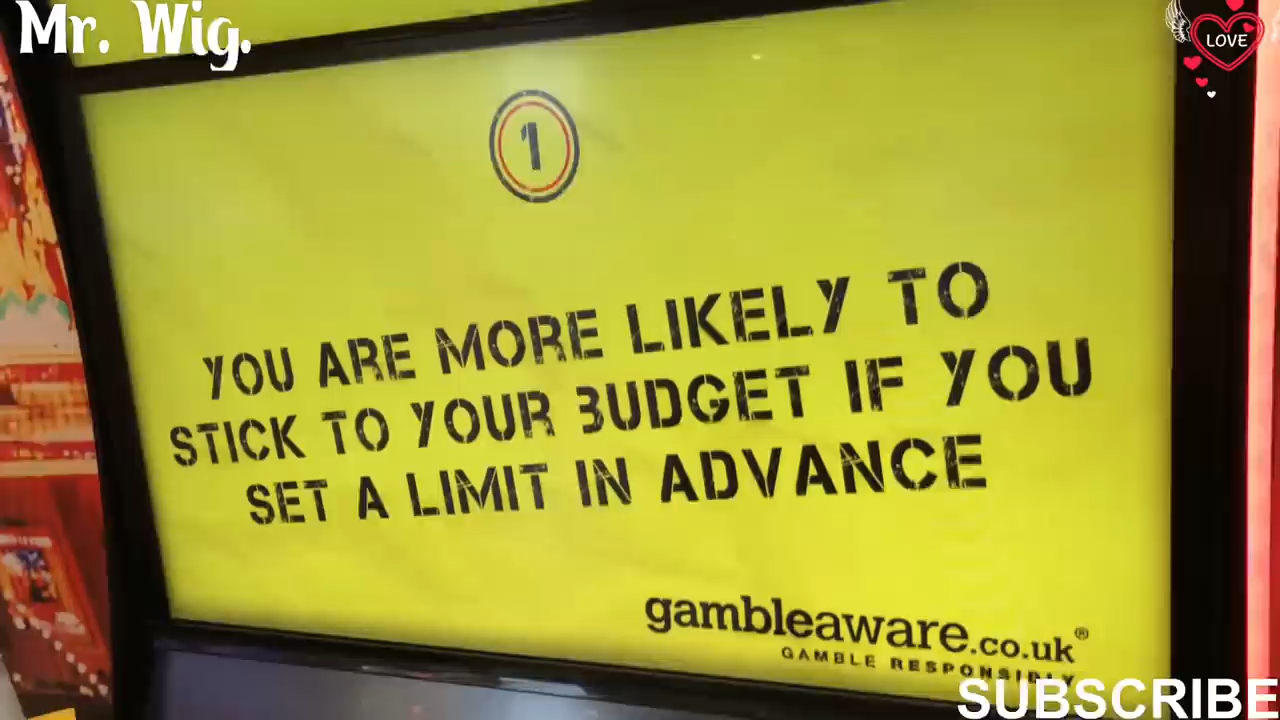 Mr. Wig.
LOVE
1
YOU ARE MORE LIKELY TO
STICK TO YOUR BUDGET IF YOU
SET A LIMIT IN ADVANCE
gambleaware.co.uk®
GAMBLE RESPONSIBLY
SUBSCRIBE